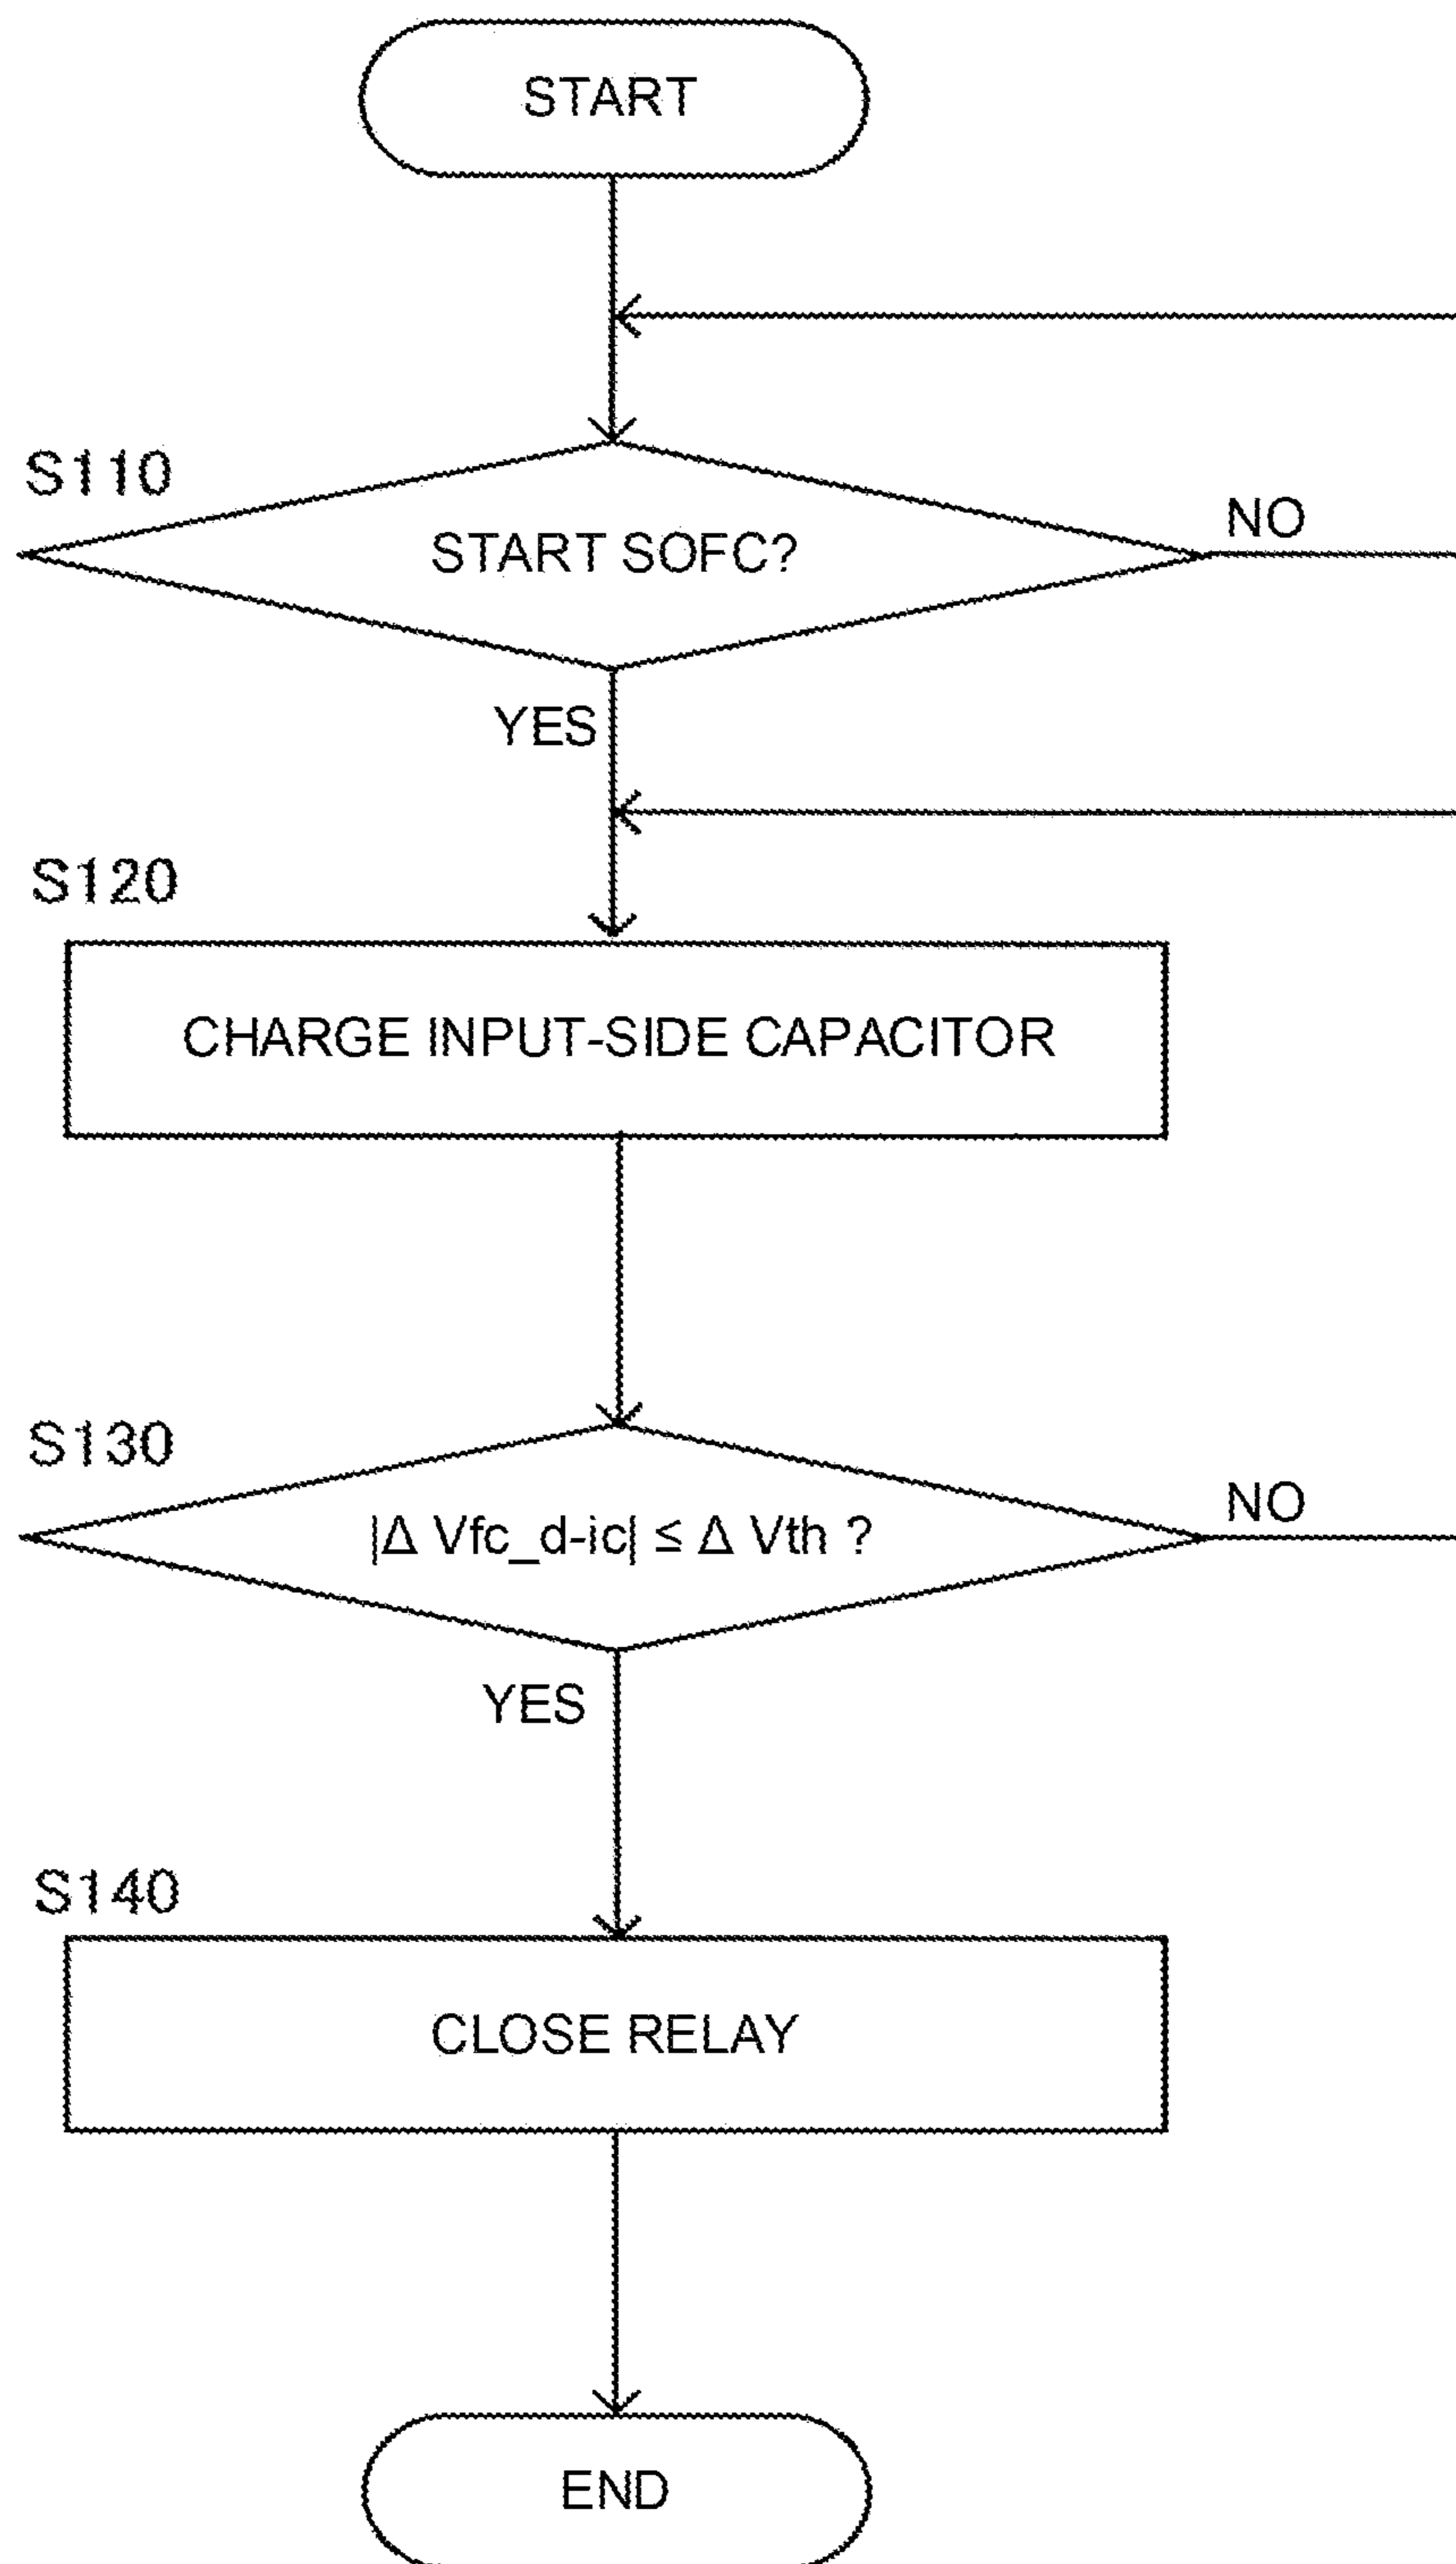 START
S110
START SOFC?
NO
YES
S120
CHARGE INPUT-SIDE CAPACITOR
S130
|Δ Vfc_d-ic| ≤ Δ Vth ?
NO
YES
S140
CLOSE RELAY
END